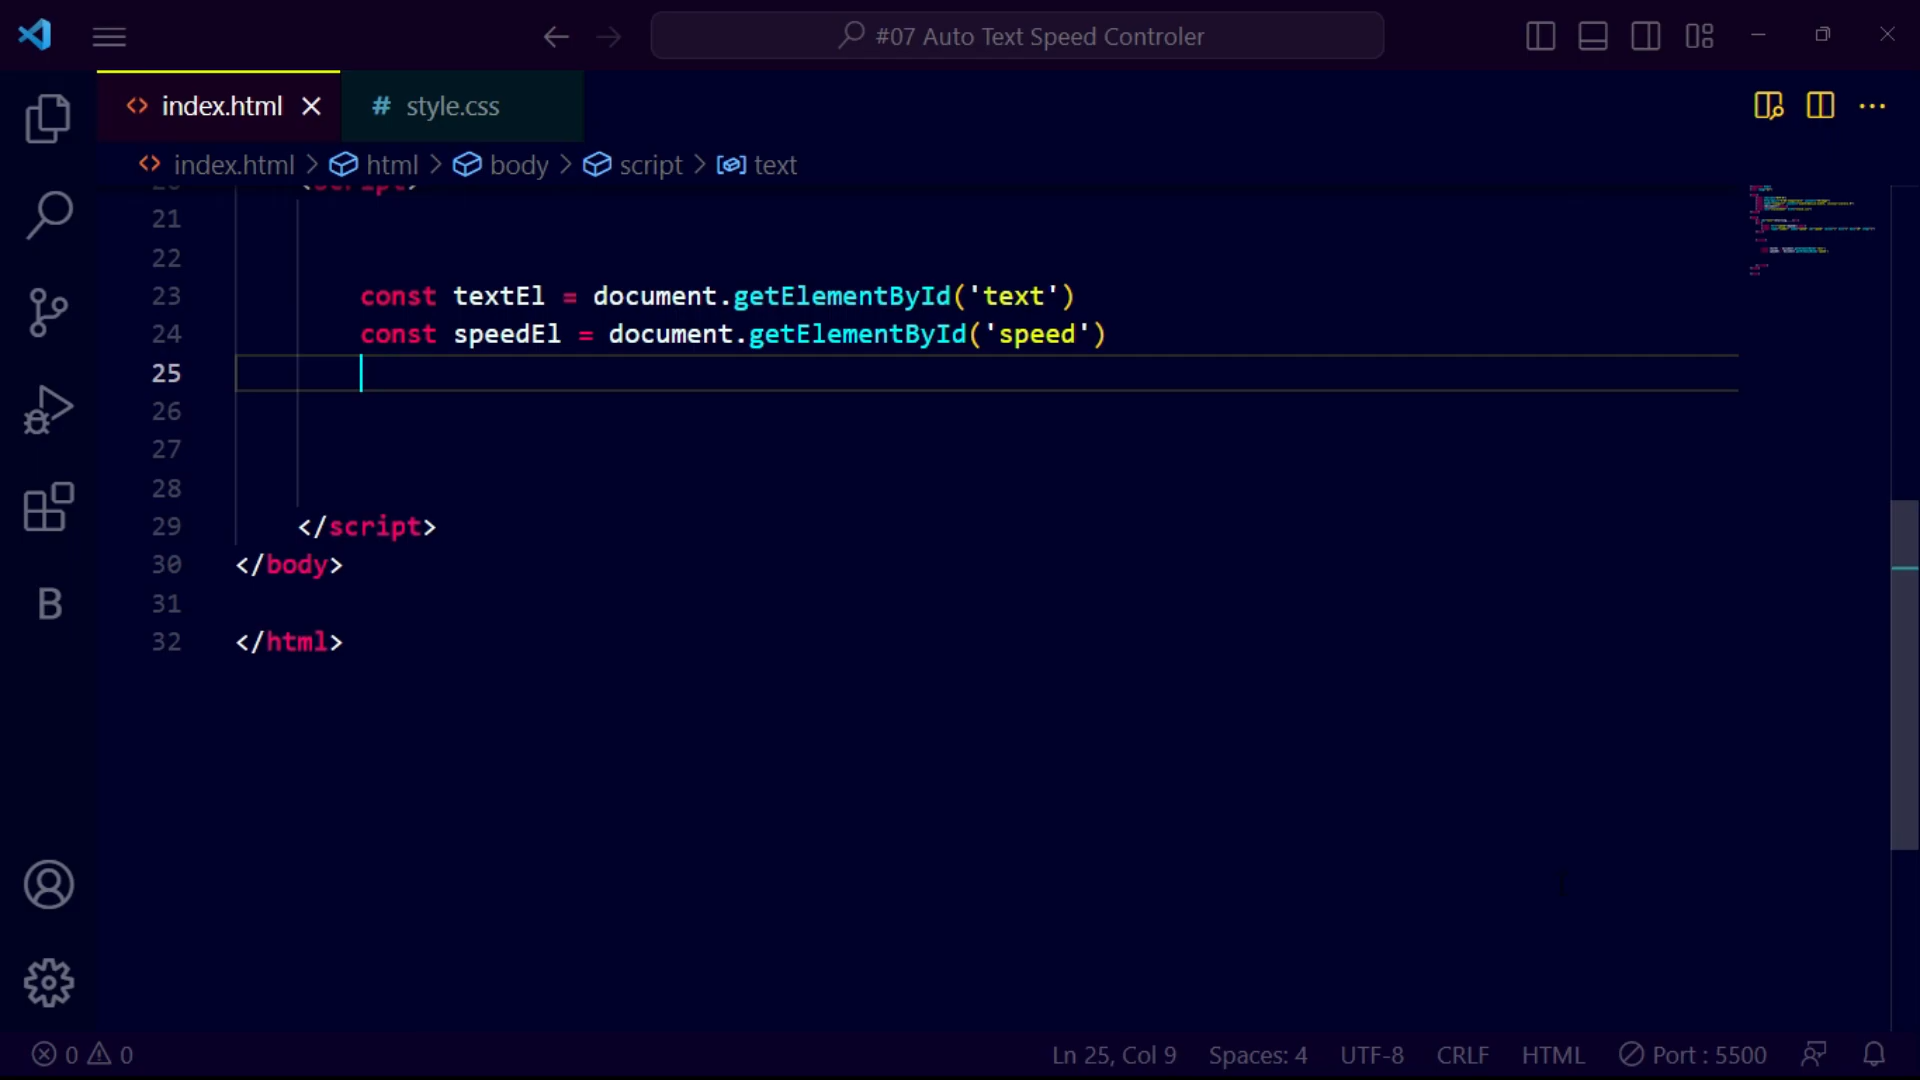 #07 Auto Text Speed Controler
index.html
# style.css
index.html > html > body > script > text
21
22
23 const textEl = document.getElementById('text')
24 const speedEl = document.getElementById('speed')
25
26
27
28
29 </script>
30 </body>
31
32 </html>
B
0 0
Ln 25, Col 9 Spaces: 4 UTF-8 CRLF HTML Port : 5500